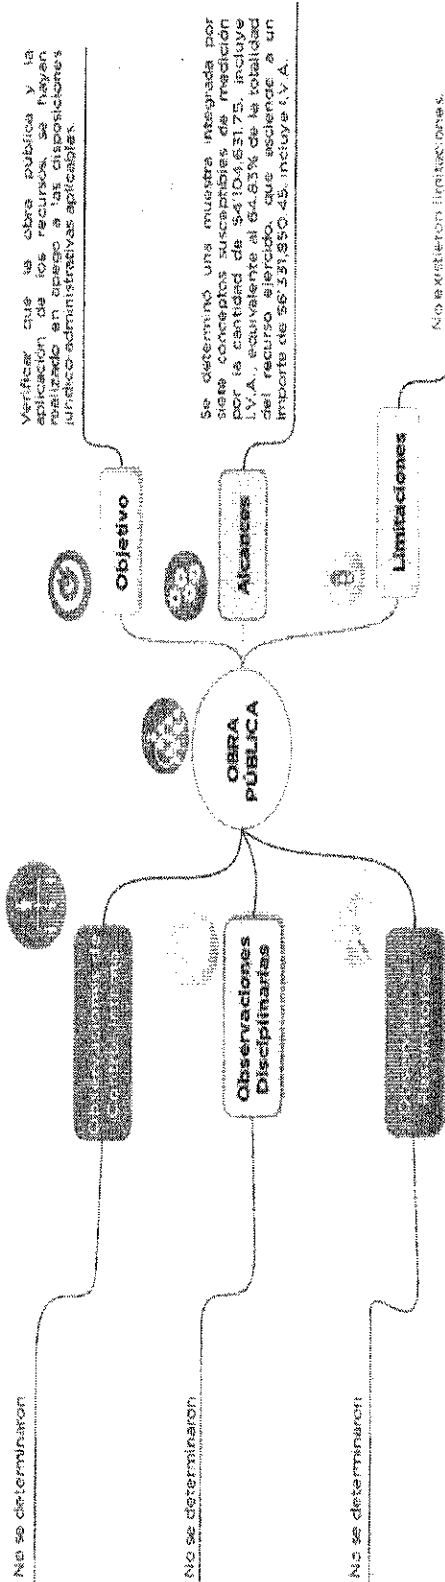 No se determinaron
No se determinaron
Observaciones
Disciplinarias
No se determinaron
OBRA
PÚBLICA
Objetivo
Verificar que la obra pública y la
aplicación de los recursos, se hayan
realizado en apego a las disposiciones
jurídico administrativas aplicables.
Alcances
Se determinó una muestra integrada por
siete conceptos susceptibles de medición
por la cantidad de $4'104,631.75, incluye
I.V.A., equivalente al 64.83% de la totalidad
del recurso ejercido, que asciende a un
importe de $6'331,850.45, incluye I.V.A.
Limitaciones
No existieron limitaciones.